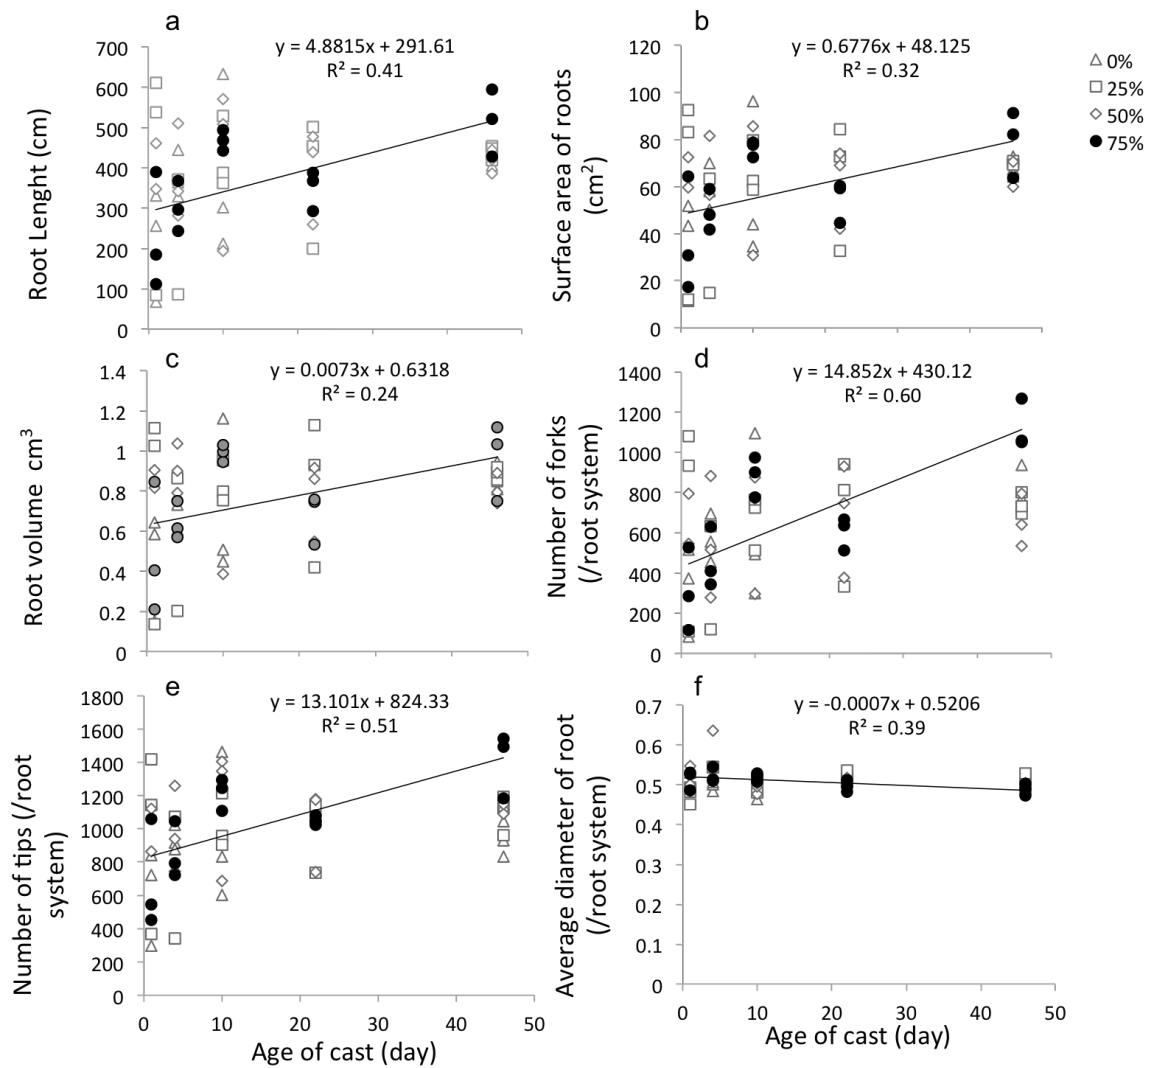 a
y = 4.8815x + 291.61
R² = 0.41
Root Lenght (cm)
700
600
500
400
300
200
100
0
b
y = 0.6776x + 48.125
R² = 0.32
Surface area of roots
(cm²)
120
100
80
60
40
20
0
0%
25%
50%
75%
c
y = 0.0073x + 0.6318
R² = 0.24
Root volume cm³
1.4
1.2
1
0.8
0.6
0.4
0.2
0
d
y = 14.852x + 430.12
R² = 0.60
Number of forks
(/root system)
1400
1200
1000
800
600
400
200
0
e
y = 13.101x + 824.33
R² = 0.51
Number of tips (/root
system)
1800
1600
1400
1200
1000
800
600
400
200
0
0 10 20 30 40 50
Age of cast (day)
f
y = -0.0007x + 0.5206
R² = 0.39
Average diameter of root
(/root system)
0.7
0.6
0.5
0.4
0.3
0.2
0.1
0
0 10 20 30 40 50
Age of cast (day)